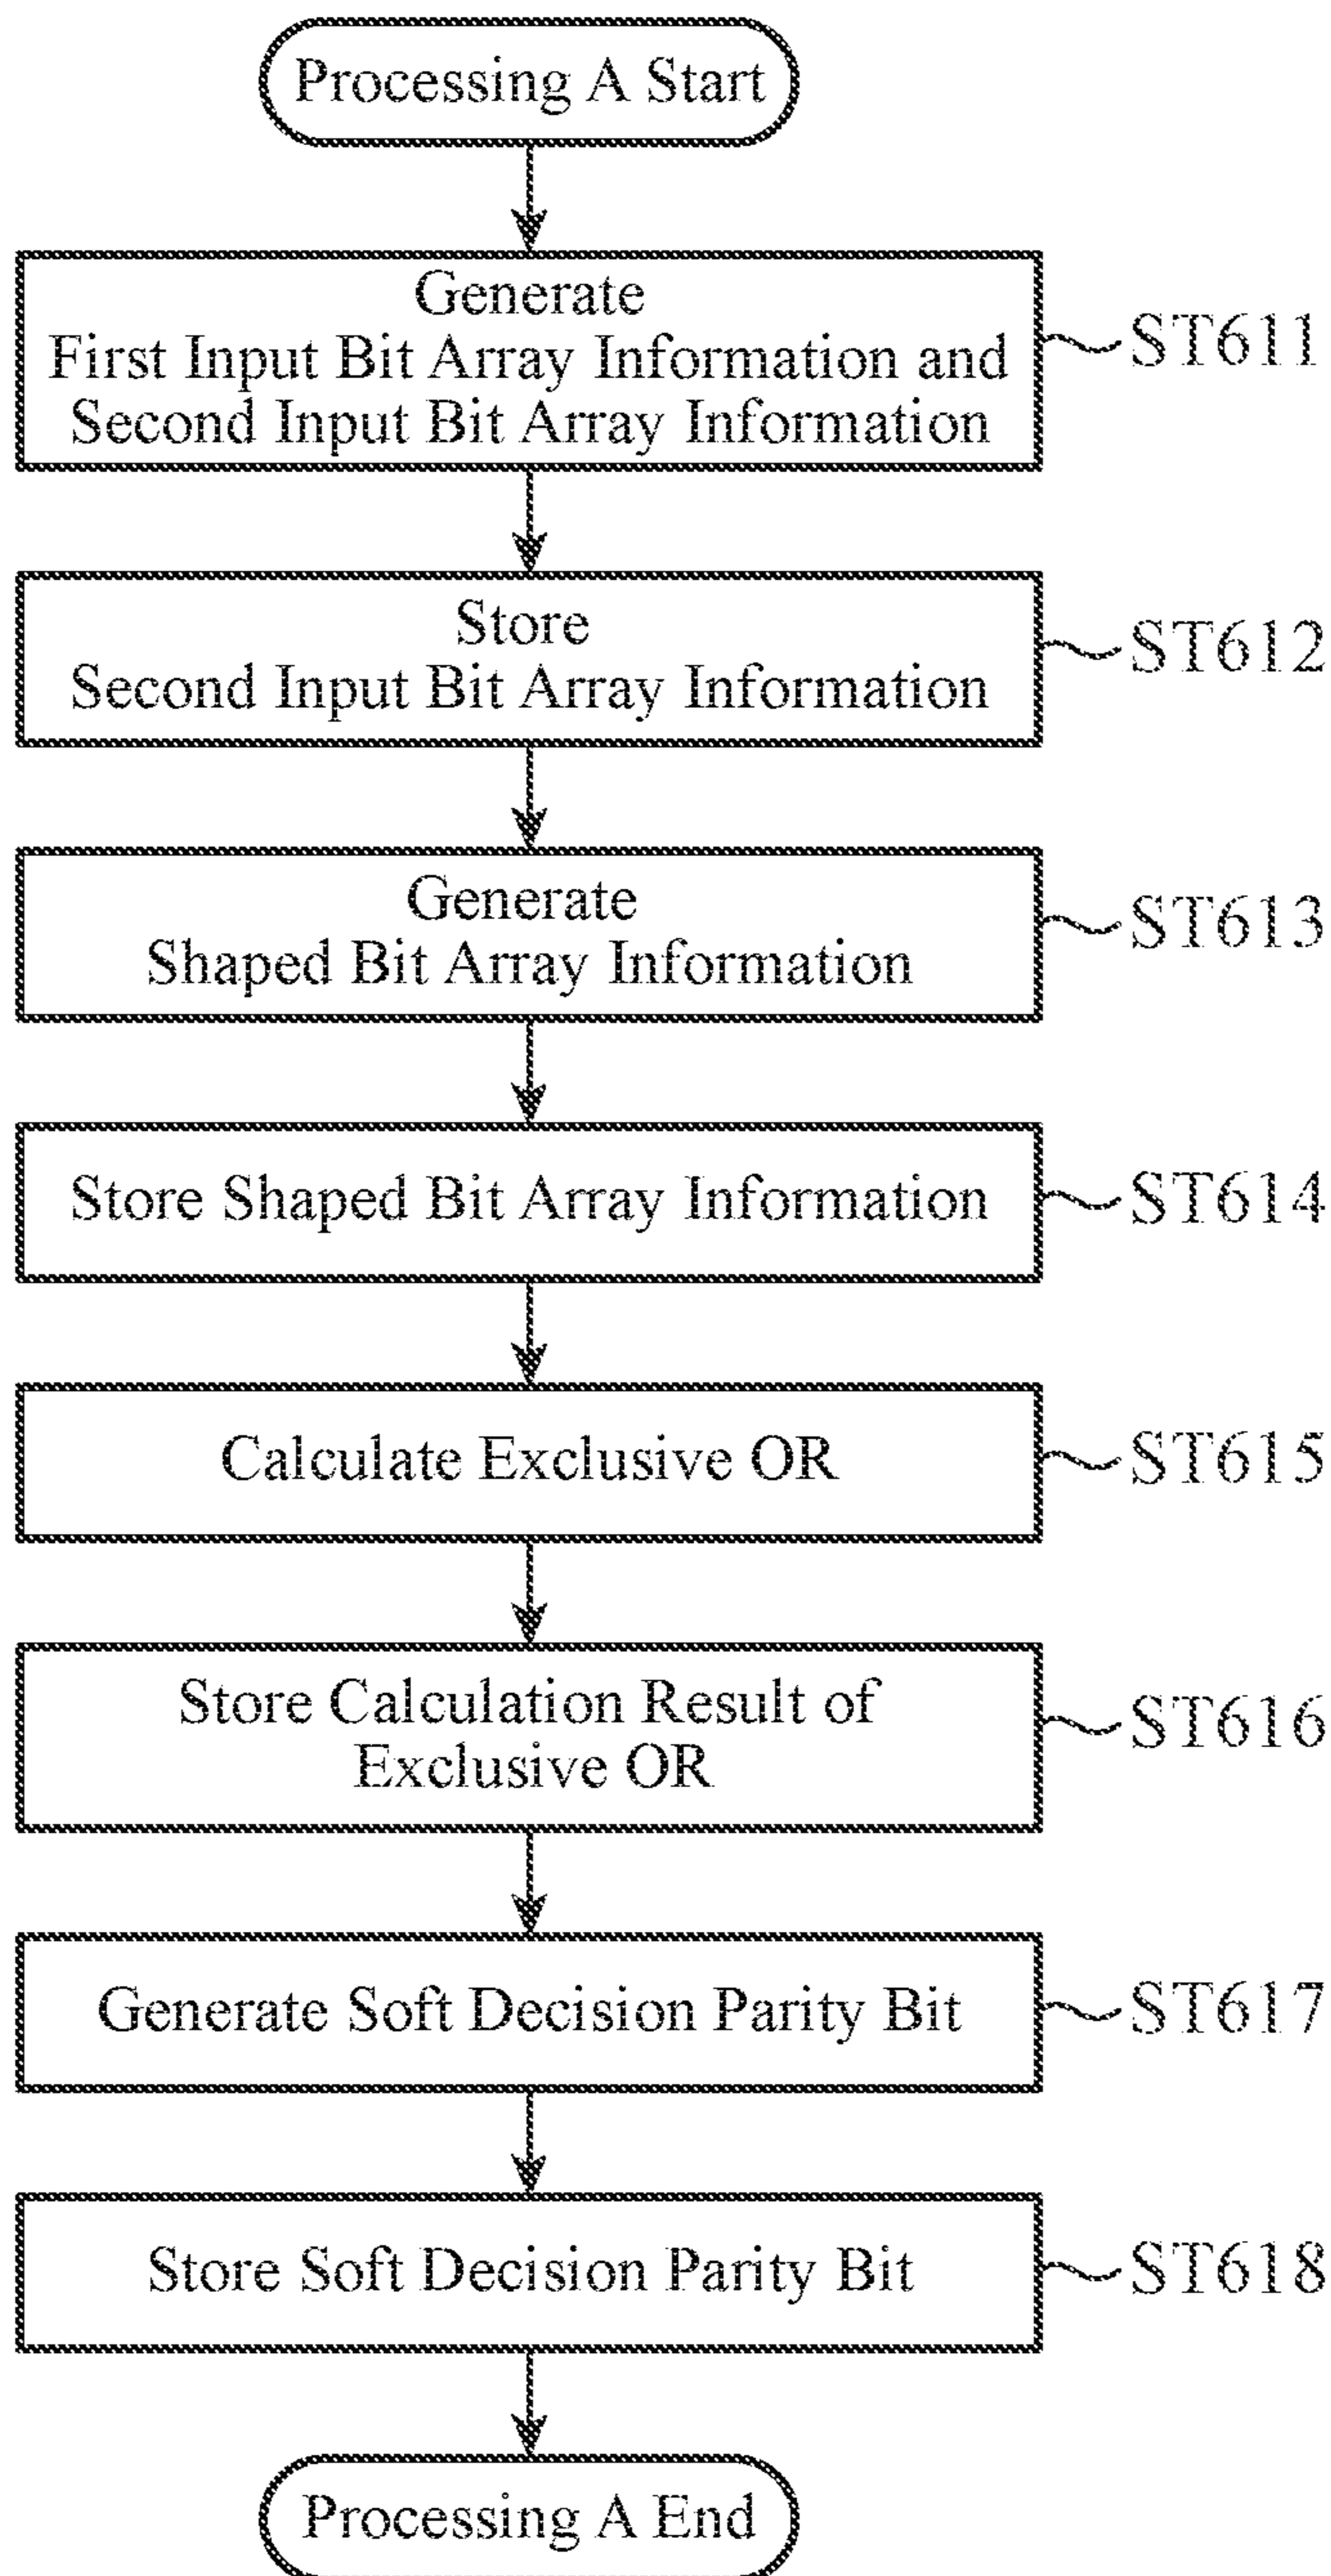 Processing A Start
Generate
First Input Bit Array Information and
Second Input Bit Array Information
ST611
Store
Second Input Bit Array Information
ST612
Generate
Shaped Bit Array Information
ST613
Store Shaped Bit Array Information
ST614
Calculate Exclusive OR
ST615
Store Calculation Result of
Exclusive OR
ST616
Generate Soft Decision Parity Bit
ST617
Store Soft Decision Parity Bit
ST618
Processing A End